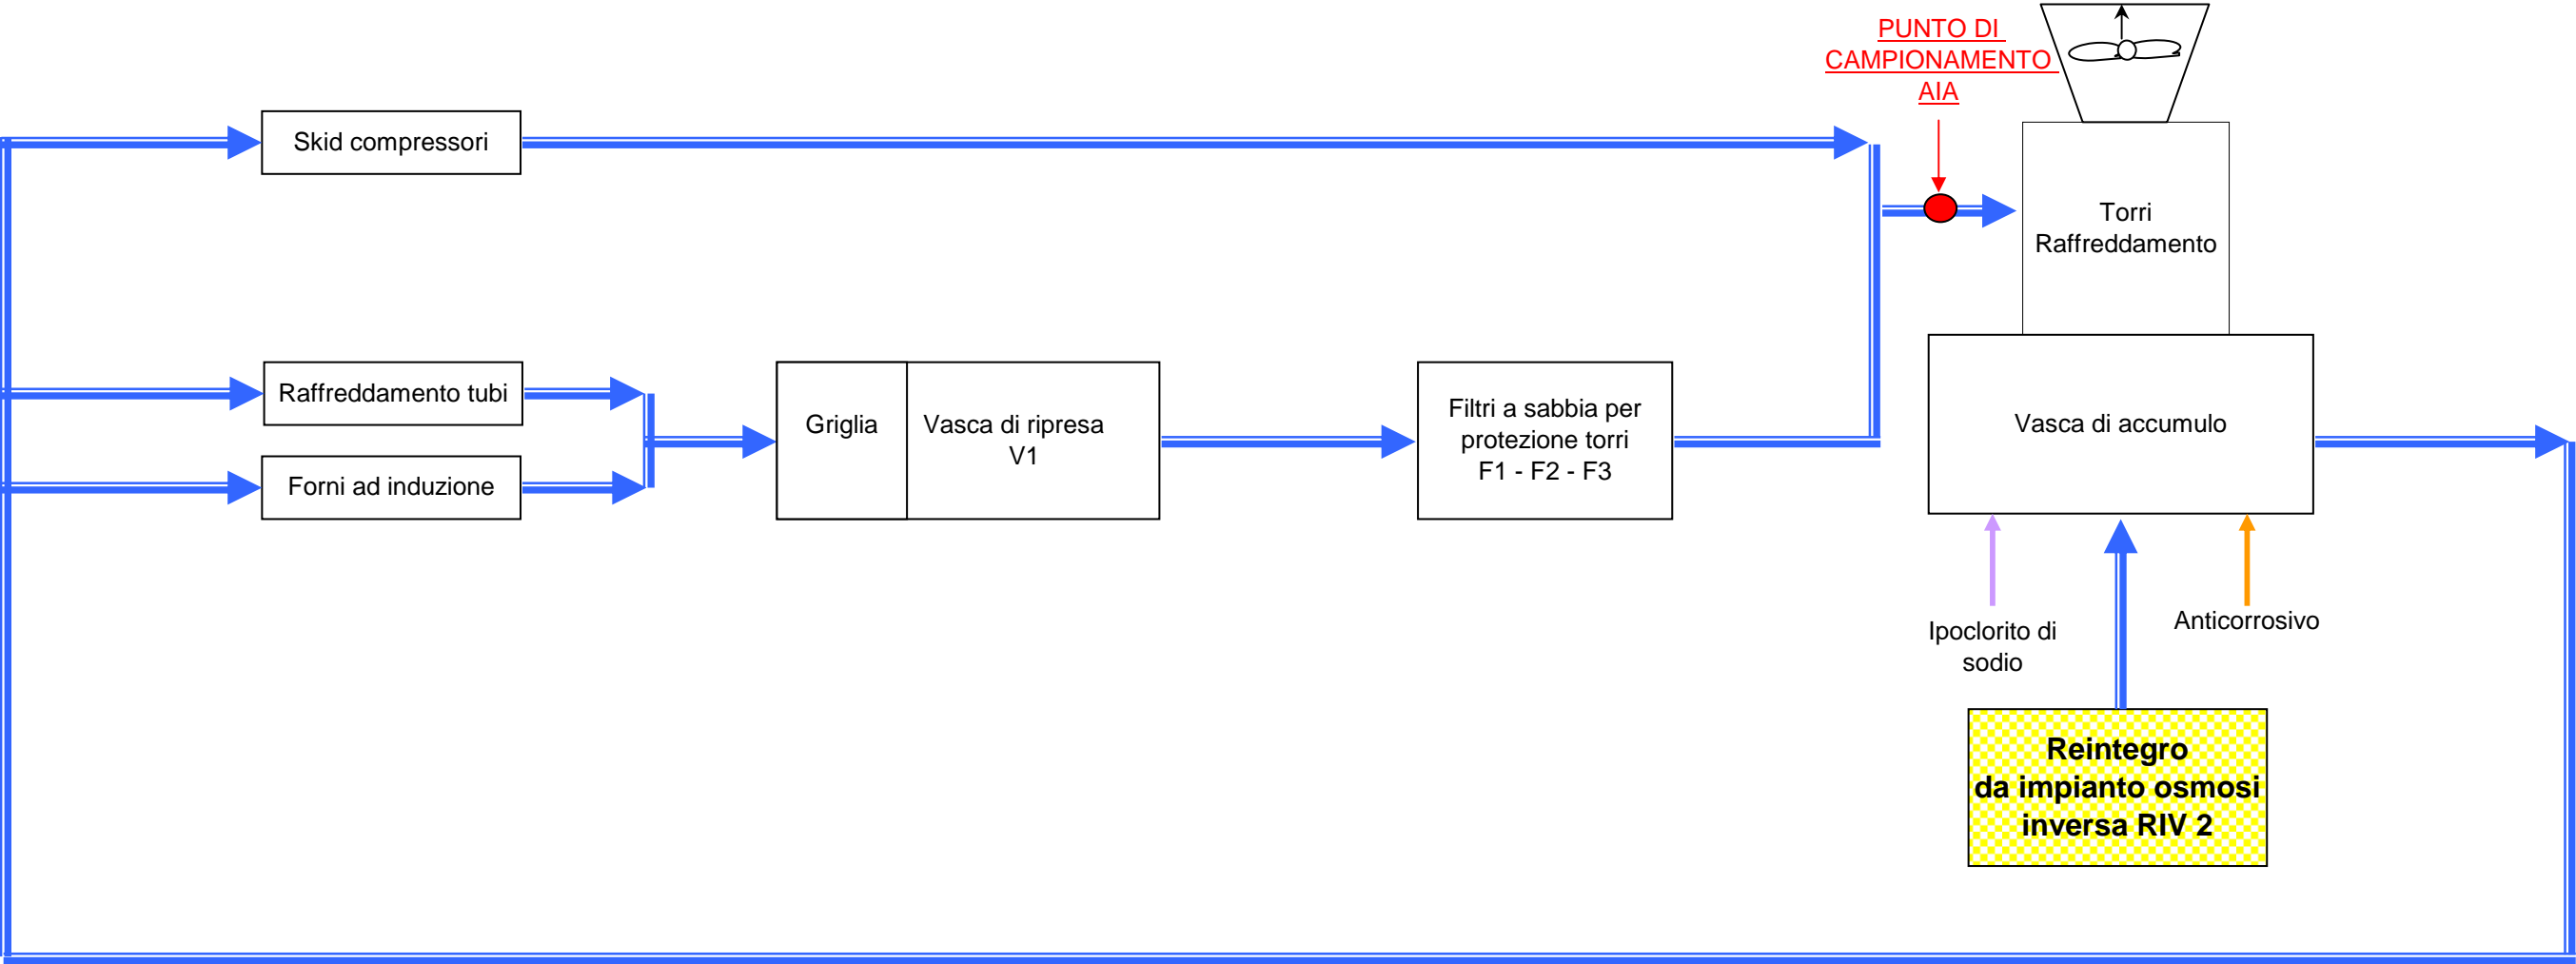 PUNTO DI
CAMPIONAMENTO
AIA
Skid compressori
Torri
Raffreddamento
Raffreddamento tubi
Forni ad induzione
Griglia
Vasca di ripresa
V1
Filtri a sabbia per
protezione torri
F1 - F2 - F3
Vasca di accumulo
Ipoclorito di
sodio
Anticorrosivo
Reintegro
da impianto osmosi
inversa RIV 2